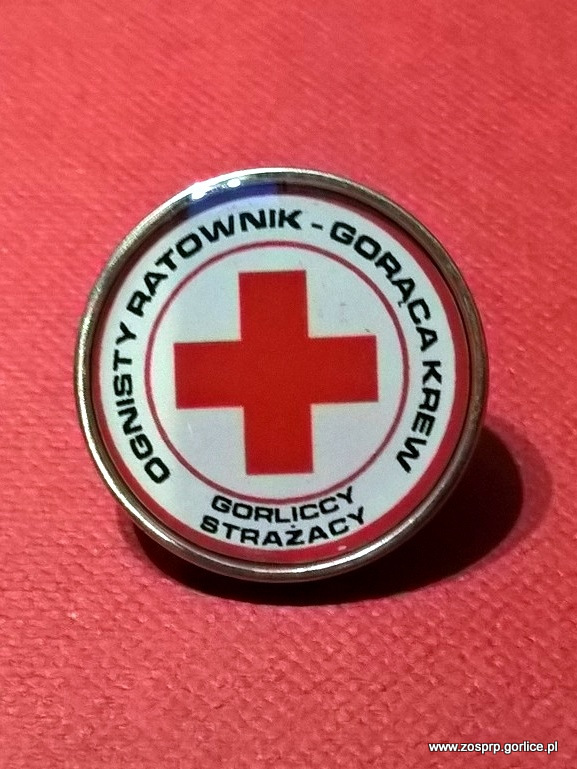 OGNISTY RATOWNIK - GORĄCA KREW
GORLICCY
STRAŻACY
www.zosprp.gorlice.pl